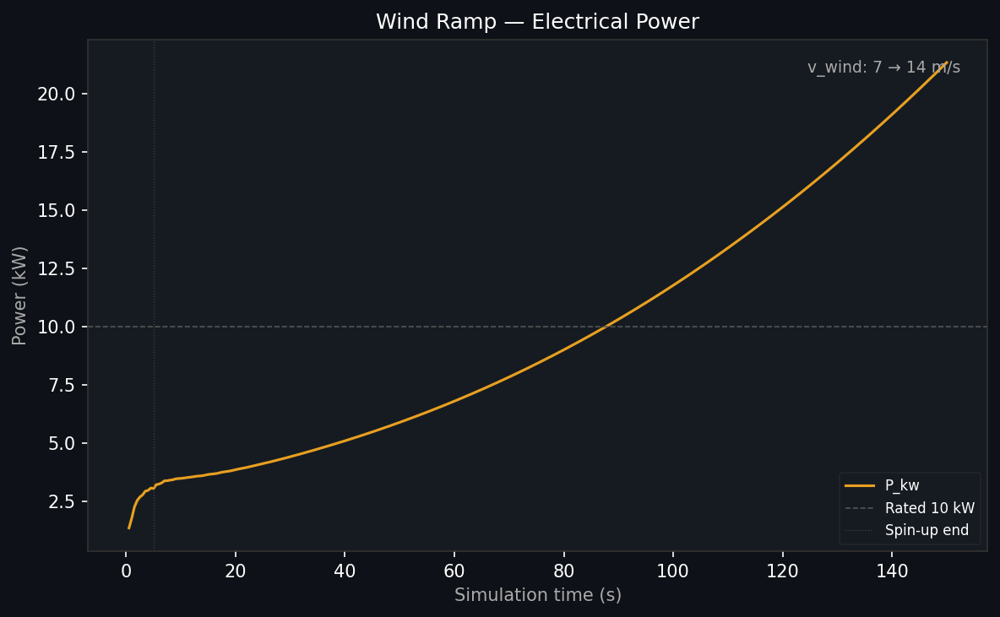 Wind Ramp — Electrical Power
v_wind: 7 → 14 m/s
20.0
17.5
15.0
12.5
10.0
7.5
5.0
2.5
Power (kW)
P_kw
Rated 10 kW
Spin-up end
0 20 40 60 80 100 120 140
Simulation time (s)